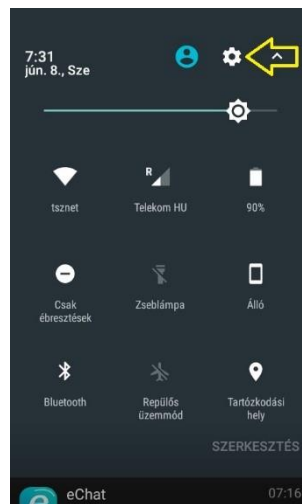 7:31
jún. 8., Sze
tsznet
R
Telekom HU
90%
Csak
ébresztések
Zseblámpa
Álló
Bluetooth
Repülős
üzemmód
Tartózkodási
hely
SZERKESZTÉS
e
eChat
07:16